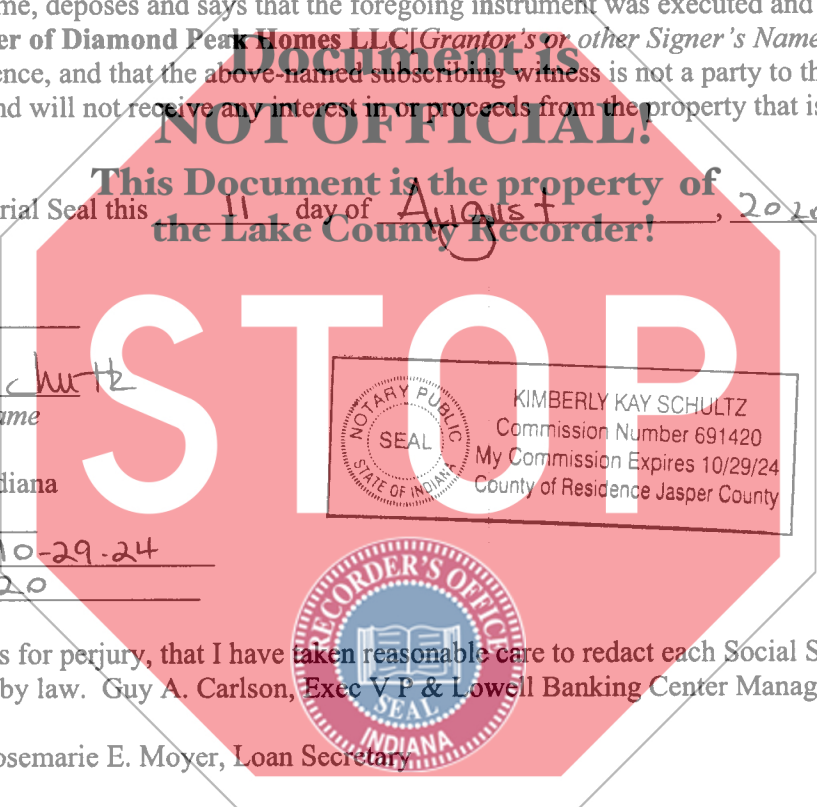 me, deposes and says that the foregoing instrument was executed and
er of Diamond Peak Homes LLC[Grantor's or other Signer's Name
Document is
ence, and that the above-named subscribing witness is not a party to th
nd will not receive any interest in or proceeds from the property that is
NOT OFFICIAL!
This Document is the property of
rial Seal this 11 day of August, 2020
the Lake County Recorder!
STOP
chultz
ame
NOTARY PUBLIC
SEAL
STATE OF INDIANA
KIMBERLY KAY SCHULTZ
Commission Number 691420
My Commission Expires 10/29/24
County of Residence Jasper County
diana
10-29-24
20
RECORDER'S OFFICE
s for perjury, that I have taken reasonable care to redact each Social S
by law. Guy A. Carlson, Exec V P & Lowell Banking Center Manag
SEAL
INDIANA
osemarie E. Moyer, Loan Secretary